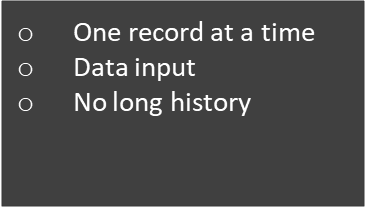 o One record at a time
o Data input
o No long history